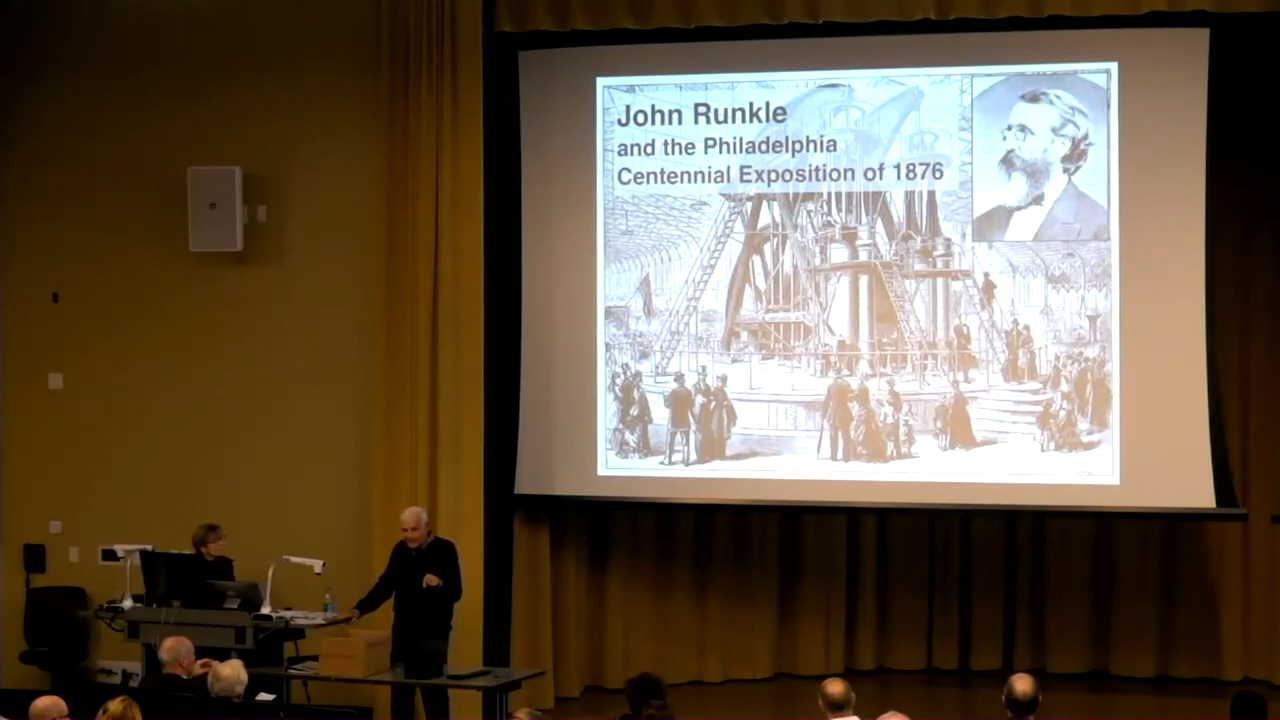 John Runkle
and the Philadelphia
Centennial Exposition of 1876